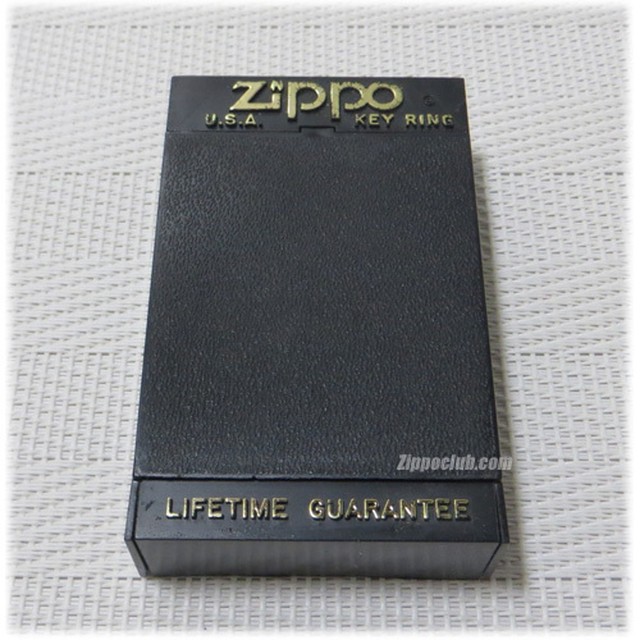 Zippo
U.S.A. KEY RING
Zippoclub.com
LIFETIME GUARANTEE